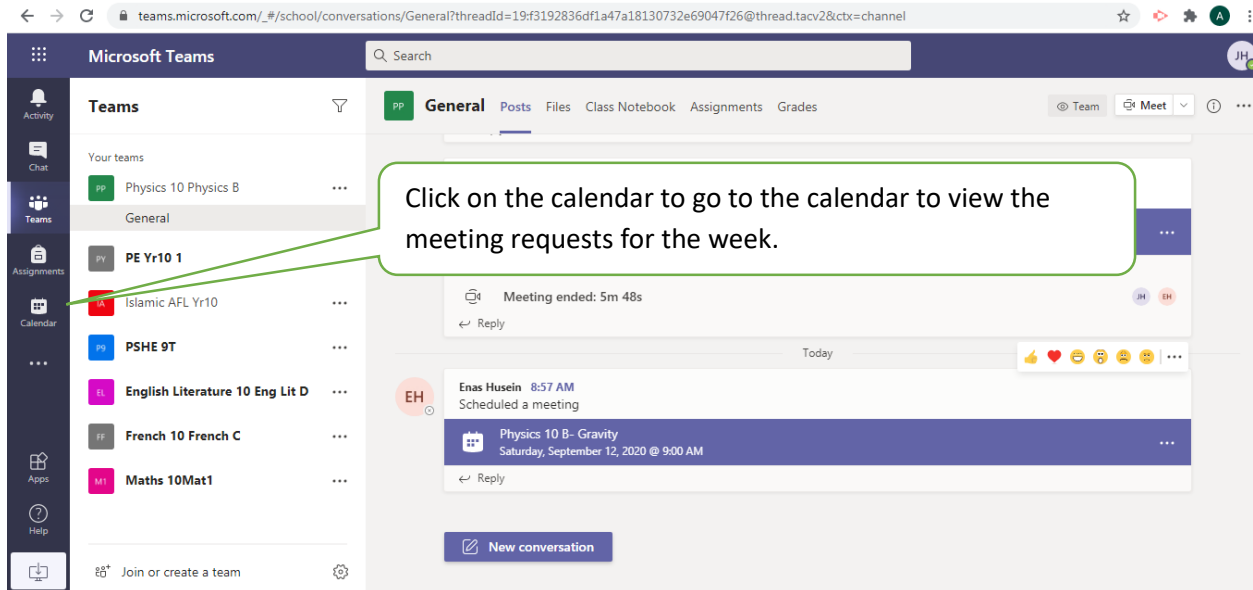 teams.microsoft.com/_#/school/conversations/General?threadId=19:f3192836df1a47a18130732e69047f26@thread.tacv2&ctx=channel
A
Microsoft Teams
Search
JH
Activity
Chat
Teams
Assignments
Calendar
Apps
Help
Teams
Your teams
PP Physics 10 Physics B
General
PY PE Yr10 1
IA Islamic AFL Yr10
P9 PSHE 9T
EL English Literature 10 Eng Lit D
FF French 10 French C
M1 Maths 10Mat1
Join or create a team
PP General Posts Files Class Notebook Assignments Grades
Team Meet
Click on the calendar to go to the calendar to view the
meeting requests for the week.
Meeting ended: 5m 48s
JH EH
Reply
Today
EH
Enas Husein 8:57 AM
Scheduled a meeting
Physics 10 B- Gravity
Saturday, September 12, 2020 @ 9:00 AM
Reply
New conversation